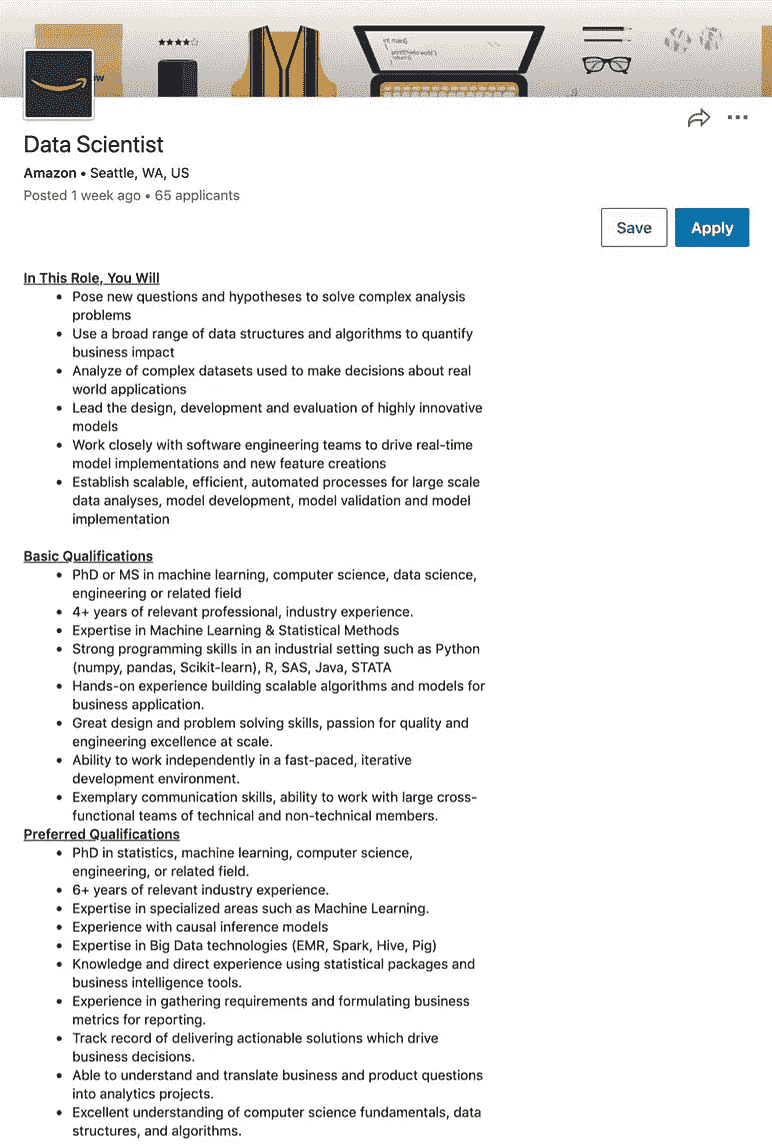 int main()
printf("hello world");
return();
Data Scientist
Amazon • Seattle, WA, US
Posted 1 week ago • 65 applicants
Save
Apply
In This Role, You Will
• Pose new questions and hypotheses to solve complex analysis
problems
• Use a broad range of data structures and algorithms to quantify
business impact
• Analyze of complex datasets used to make decisions about real
world applications
• Lead the design, development and evaluation of highly innovative
models
• Work closely with software engineering teams to drive real-time
model implementations and new feature creations
• Establish scalable, efficient, automated processes for large scale
data analyses, model development, model validation and model
implementation
Basic Qualifications
• PhD or MS in machine learning, computer science, data science,
engineering or related field
• 4+ years of relevant professional, industry experience.
• Expertise in Machine Learning & Statistical Methods
• Strong programming skills in an industrial setting such as Python
(numpy, pandas, Scikit-learn), R, SAS, Java, STATA
• Hands-on experience building scalable algorithms and models for
business application.
• Great design and problem solving skills, passion for quality and
engineering excellence at scale.
• Ability to work independently in a fast-paced, iterative
development environment.
• Exemplary communication skills, ability to work with large cross-
functional teams of technical and non-technical members.
Preferred Qualifications
• PhD in statistics, machine learning, computer science,
engineering, or related field.
• 6+ years of relevant industry experience.
• Expertise in specialized areas such as Machine Learning.
• Experience with causal inference models
• Expertise in Big Data technologies (EMR, Spark, Hive, Pig)
• Knowledge and direct experience using statistical packages and
business intelligence tools.
• Experience in gathering requirements and formulating business
metrics for reporting.
• Track record of delivering actionable solutions which drive
business decisions.
• Able to understand and translate business and product questions
into analytics projects.
• Excellent understanding of computer science fundamentals, data
structures, and algorithms.